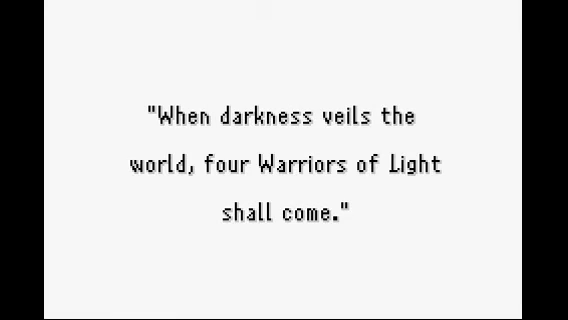 "When darkness veils the
world, four Warriors of Light
shall come."